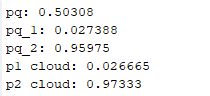 pq: 0.50308
pq_1: 0.027388
pq_2: 0.95975
p1 cloud: 0.026665
p2 cloud: 0.97333